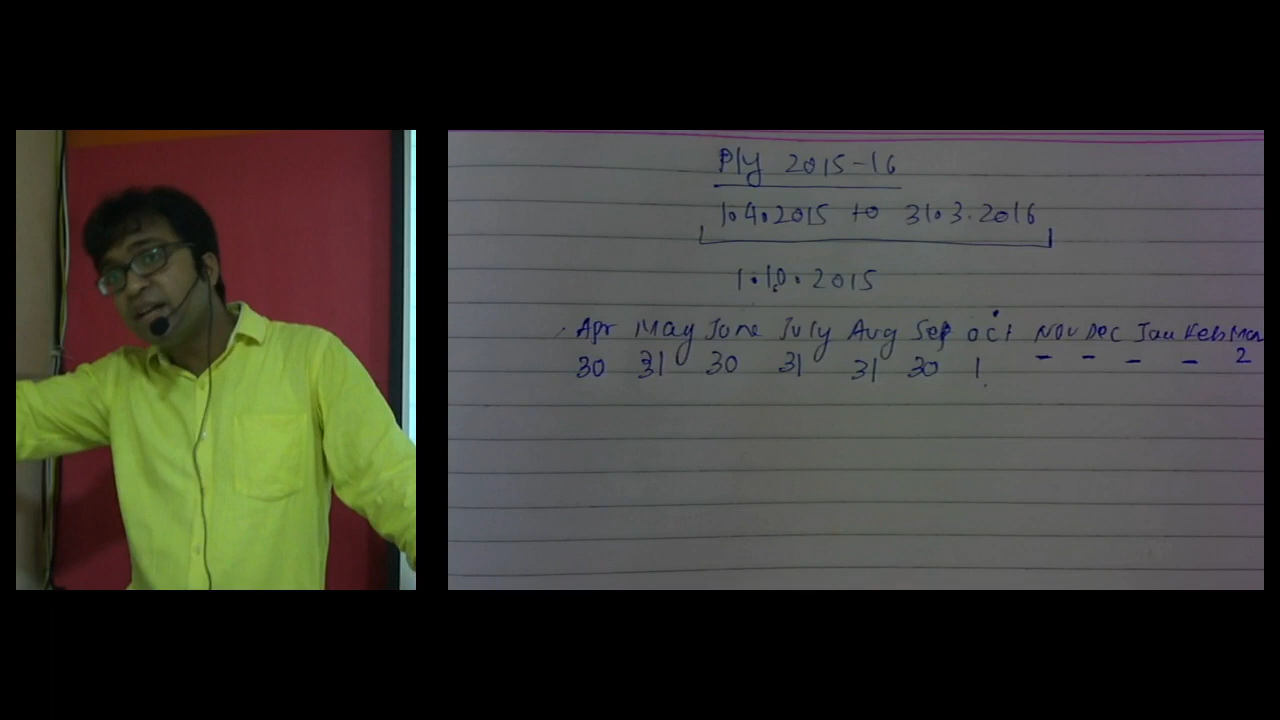 P/y 2015-16
1.4.2015 to 31.3.2016
1.10.2015
Apr May June July Aug Sep oct Nov Dec Jan Feb Mar
30 31 30 31 31 30 1 - - - - 2